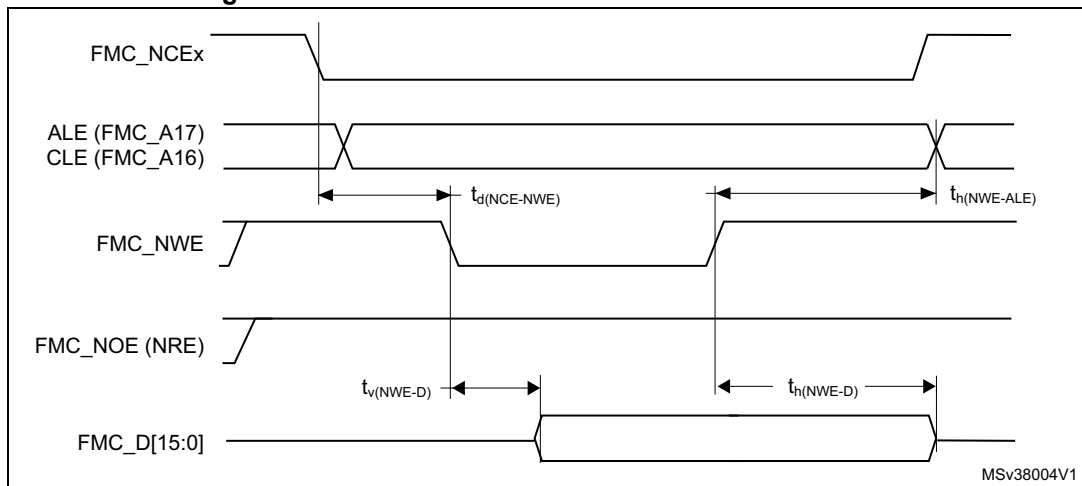 FMC_NCEx
ALE (FMC_A17)
CLE (FMC_A16)
td(NCE-NWE)
th(NWE-ALE)
FMC_NWE
FMC_NOE (NRE)
tv(NWE-D)
th(NWE-D)
FMC_D[15:0]
MSv38004V1